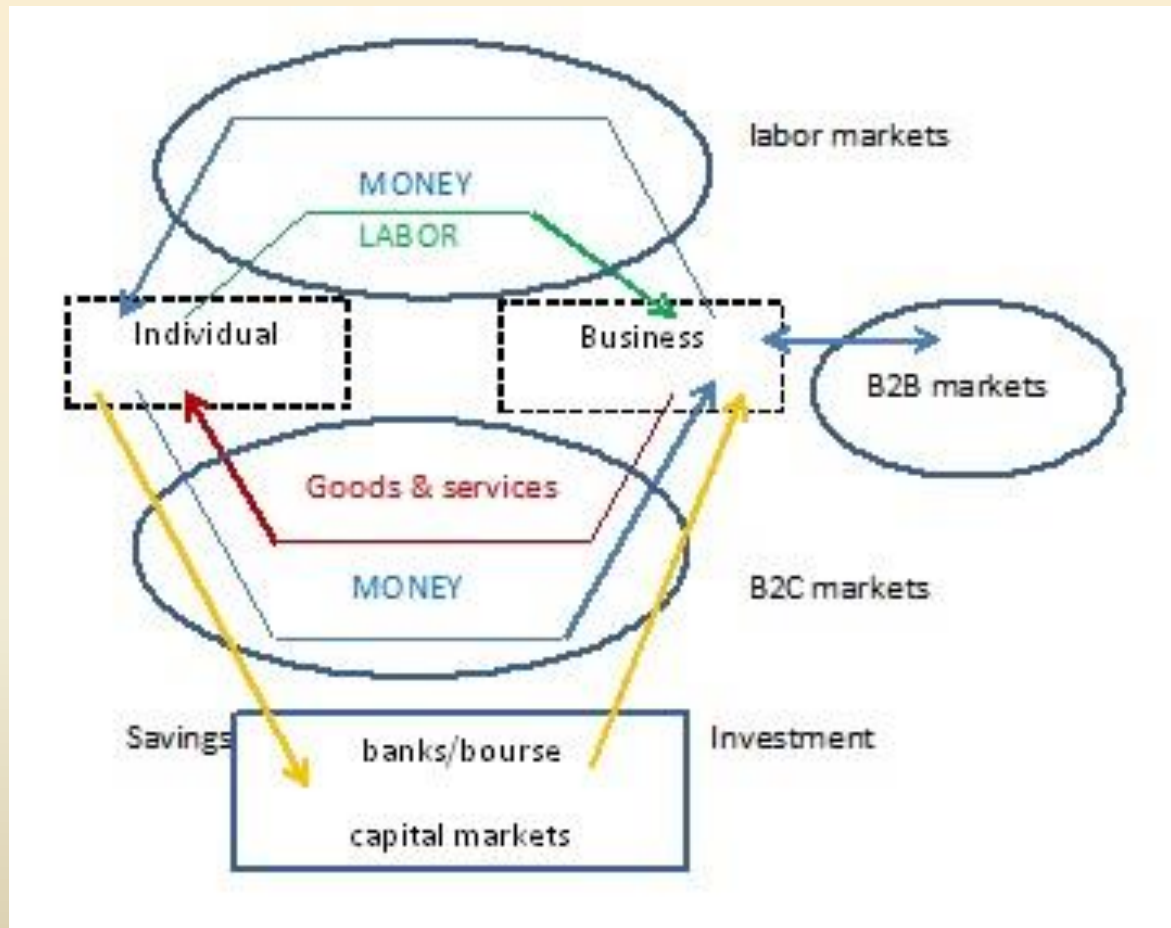 labor markets
MONEY
LABOR
Individual
Business
B2B markets
Goods & services
MONEY
B2C markets
Savings
banks/bourse
Investment
capital markets